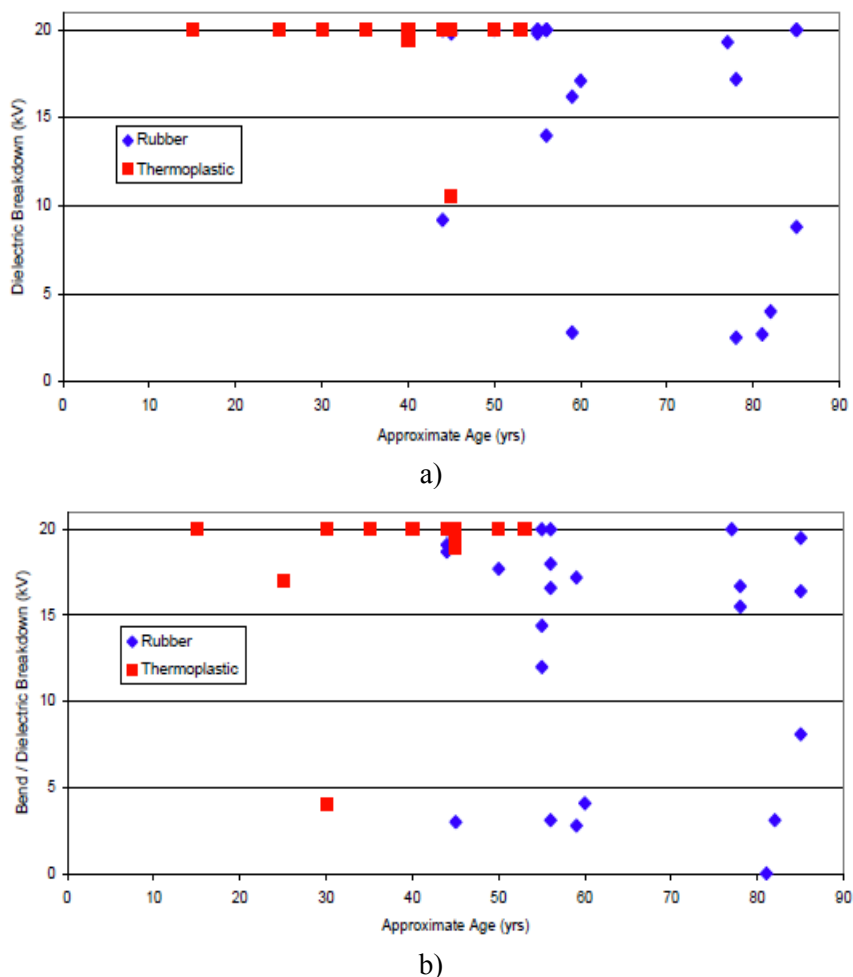 20
15
10
5
0
Dielectric Breakdown (kV)
Rubber
Thermoplastic
0 10 20 30 40 50 60 70 80 90
Approximate Age (yrs)
a)
20
15
10
5
0
Bend / Dielectric Breakdown (kV)
Rubber
Thermoplastic
0 10 20 30 40 50 60 70 80 90
Approximate Age (yrs)
b)